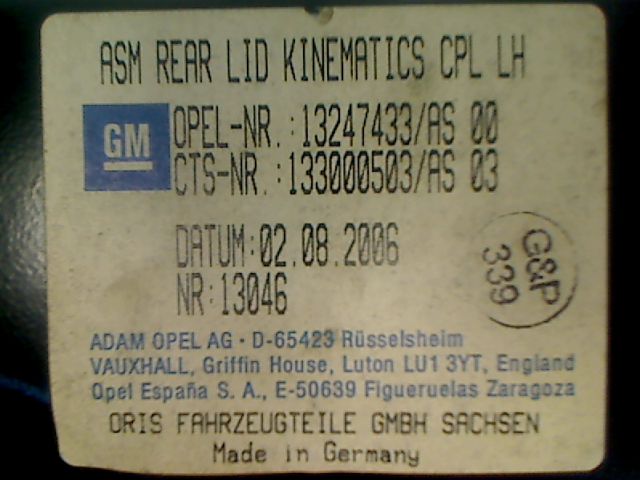 ASM REAR LID KINEMATICS CPL LH
GM
OPEL-NR.:13247433/AS 00
CTS-NR.:133000503/AS 03
DATUM:02.08.2006
NR:13046
G&P
339
ADAM OPEL AG · D-65423 Rüsselsheim
VAUXHALL, Griffin House, Luton LU1 3YT, England
Opel España S. A., E-50639 Figueruelas Zaragoza
ORIS FAHRZEUGTEILE GMBH SACHSEN
Made in Germany